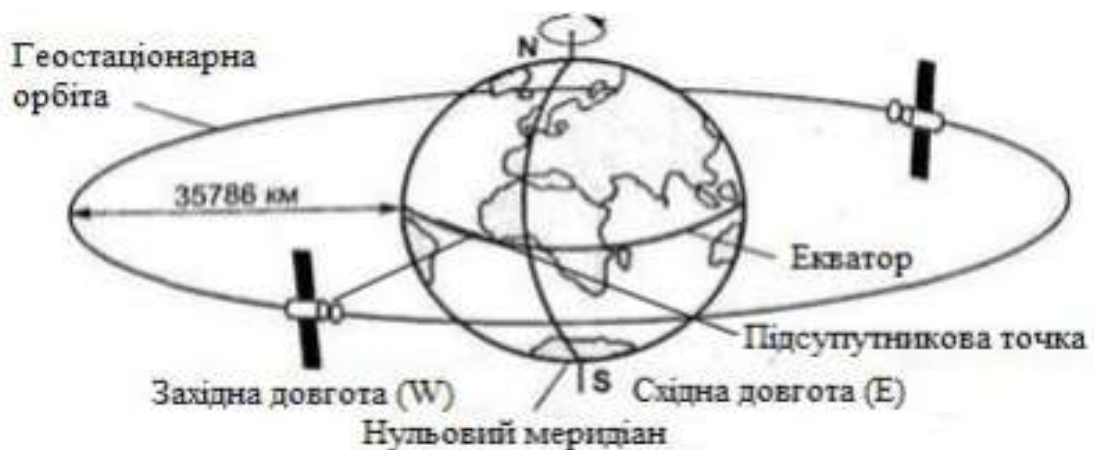 N
Геостаціонарна
орбіта
35786 км
Екватор
Підсупутникова точка
S
Західна довгота (W)
Східна довгота (E)
Нульовий меридіан